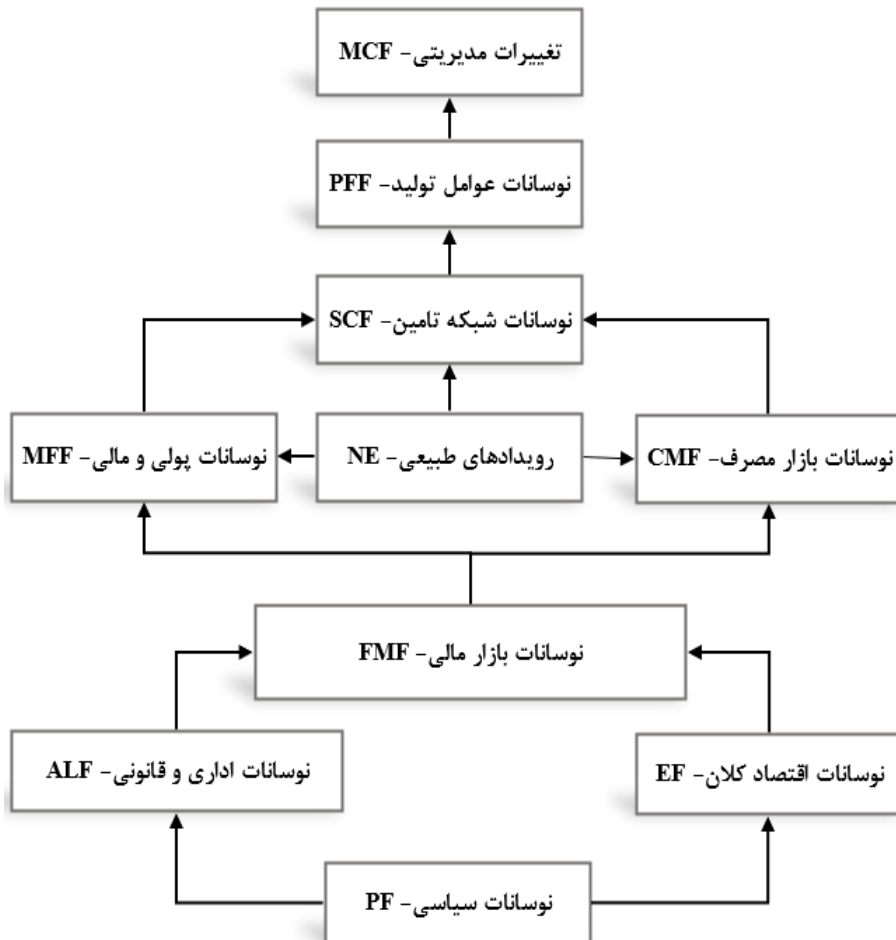 تغییرات مدیریتی- MCF
نوسانات عوامل تولید- PFF
نوسانات شبکه تامین- SCF
نوسانات بازار مصرف- CMF
رویدادهای طبیعی- NE
نوسانات پولی و مالی- MFF
نوسانات بازار مالی- FMF
نوسانات اقتصاد کلان- EF
نوسانات اداری و قانونی- ALF
نوسانات سیاسی- PF